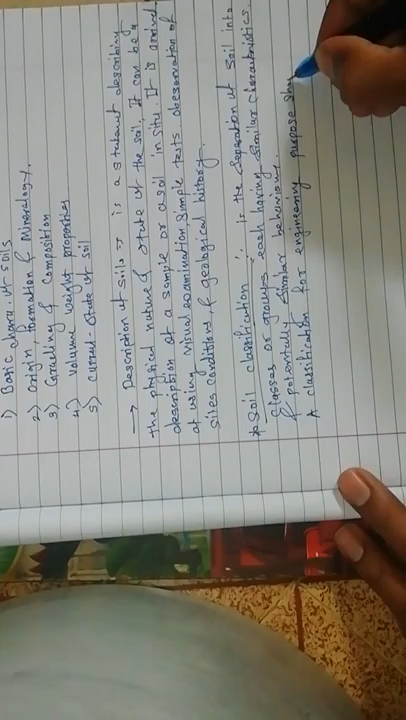 1) Basic chara. of soils
2) Origin, formation & Mineralogy.
3) Grading & Composition
4) Volume weight properties
5) current state of soil
→ Description of soils → is a statement describing
the physical nature & state of the soil. It can be a
description of a sample or a soil in situ. It is arrived
at using visual examination, simple tests observation of
sites conditions, & geological history.
* Soil classification : is the separation of soil into
classes or groups each having similar characteristics
& potentially similar behaviour.
A classification for engineering purpose shou